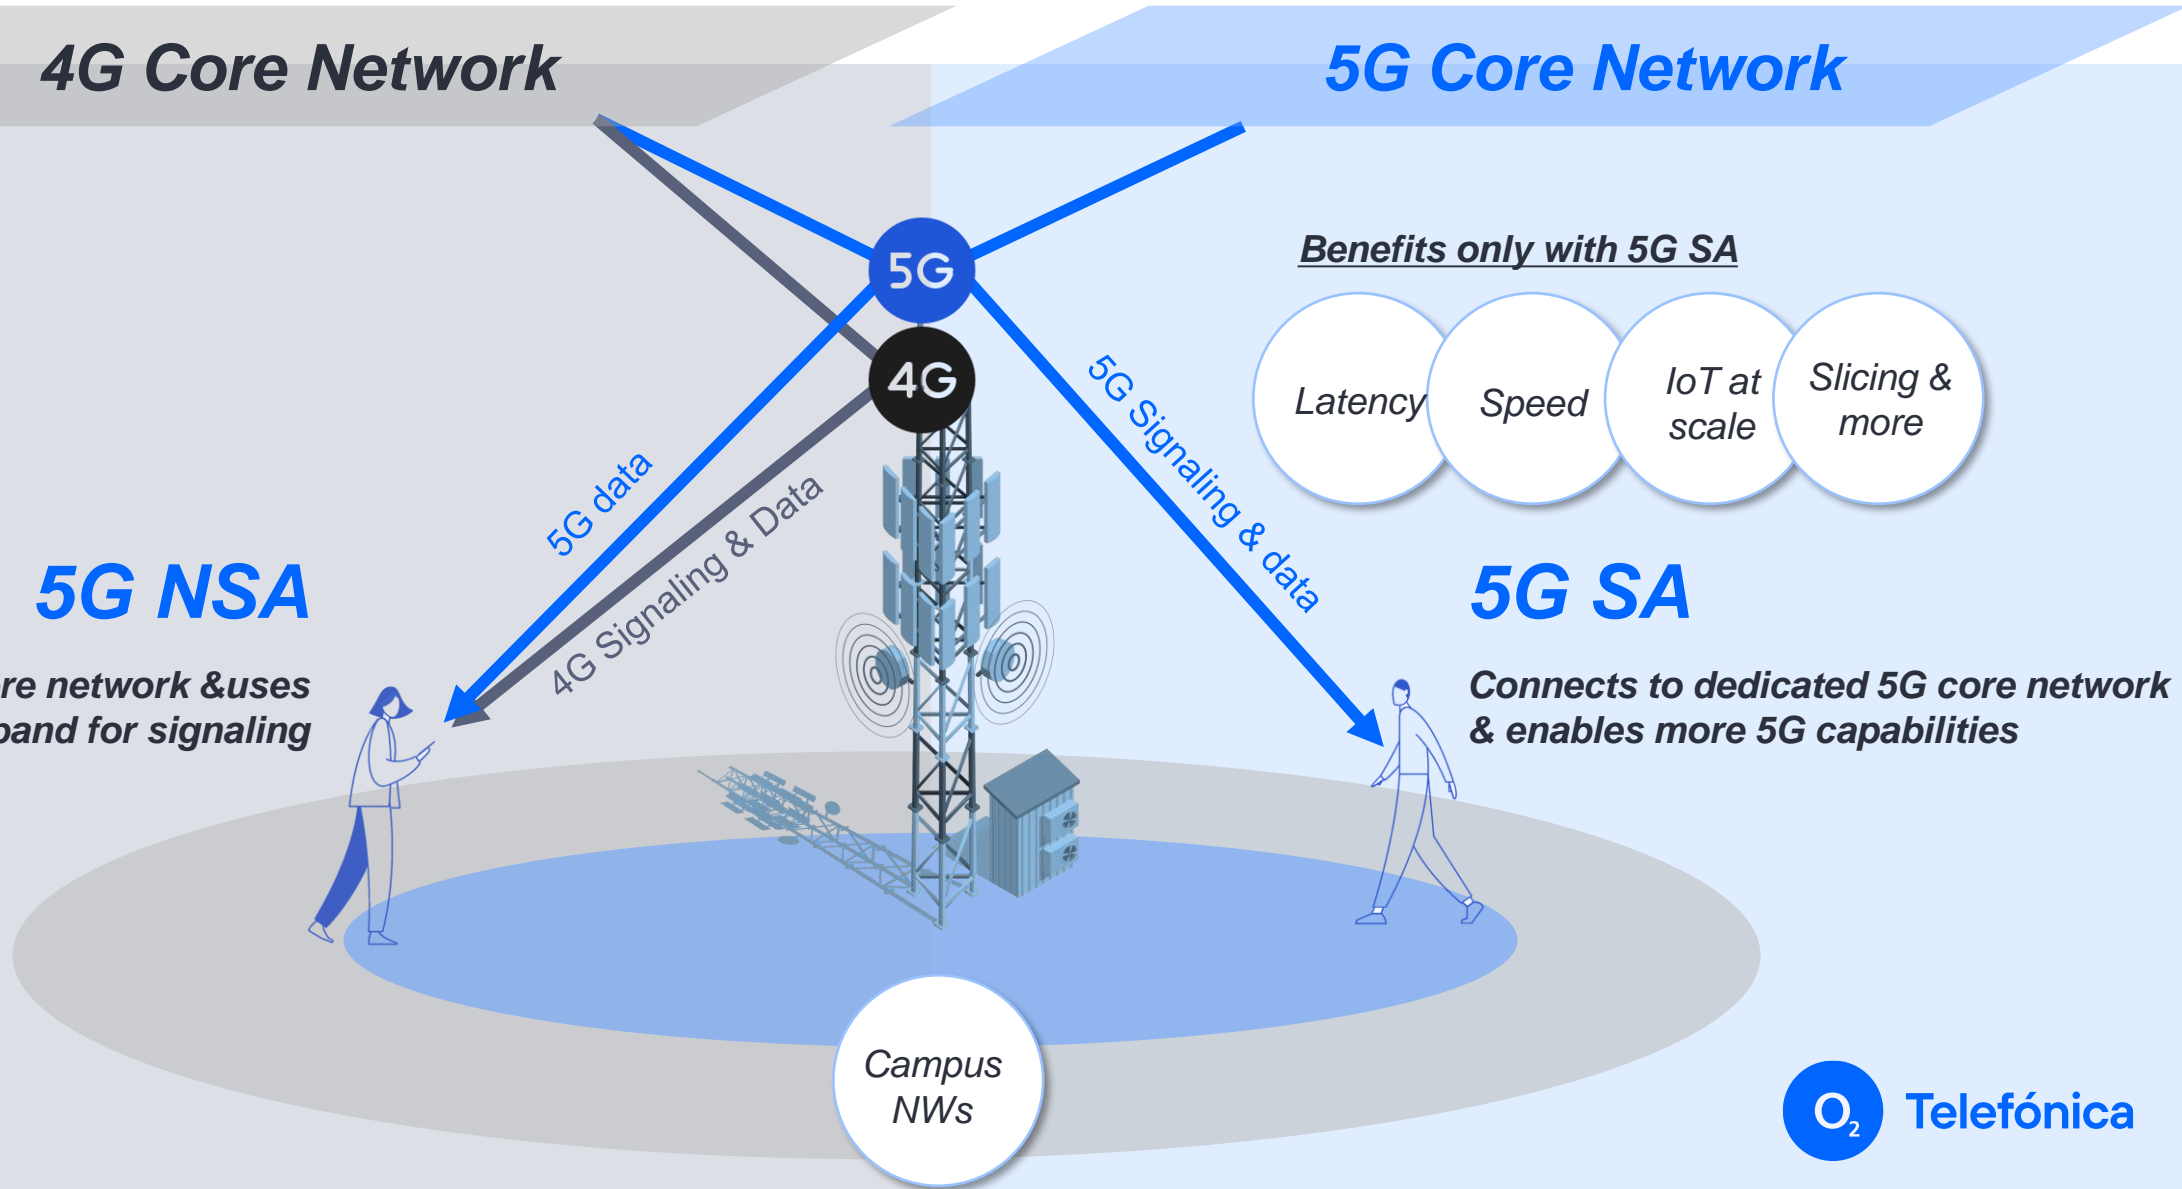 4G Core Network
5G Core Network
5G
4G
Benefits only with 5G SA
Latency
Speed
IoT at
scale
Slicing &
more
5G data
4G Signaling & Data
5G Signaling & data
5G NSA
network &uses
for signaling
5G SA
Connects to dedicated 5G core network
& enables more 5G capabilities
Campus
NWs
O2 Telefónica